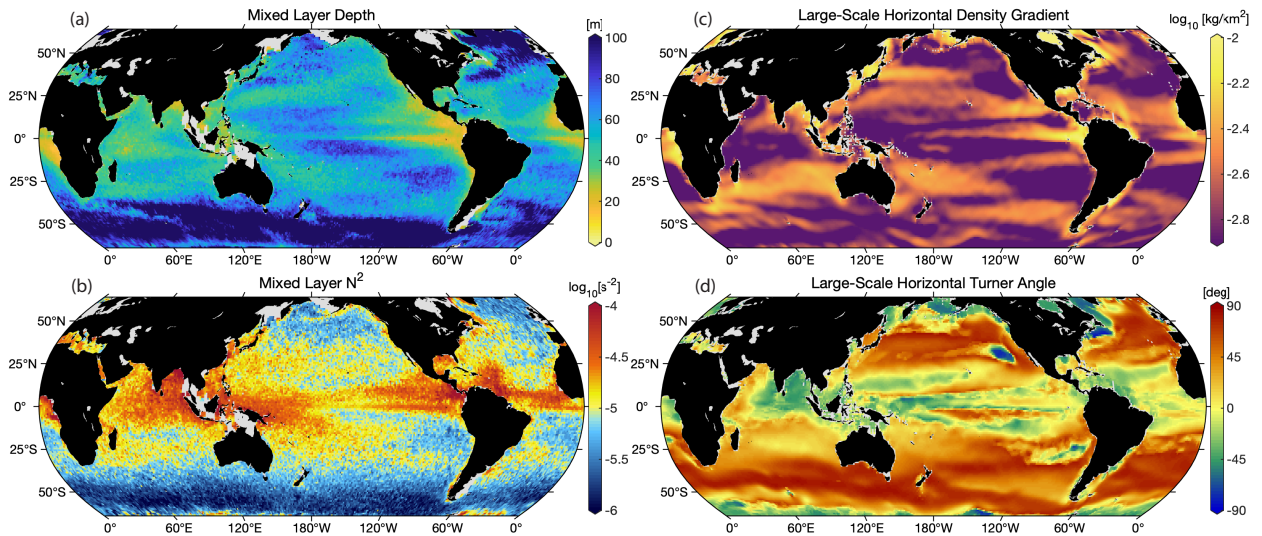 (a) Mixed Layer Depth
[m]
50°N
25°N
0°
25°S
50°S
0° 60°E 120°E 180°W 120°W 60°W 0°
100
80
60
40
20
0
(c) Large-Scale Horizontal Density Gradient
log₁₀ [kg/km²]
50°N
25°N
0°
25°S
50°S
0° 60°E 120°E 180°W 120°W 60°W 0°
-2
-2.2
-2.4
-2.6
-2.8
(b) Mixed Layer N²
log₁₀[s⁻²]
50°N
25°N
0°
25°S
50°S
0° 60°E 120°E 180°W 120°W 60°W 0°
-4
-4.5
-5
-5.5
-6
(d) Large-Scale Horizontal Turner Angle
[deg]
50°N
25°N
0°
25°S
50°S
0° 60°E 120°E 180°W 120°W 60°W 0°
90
45
0
-45
-90